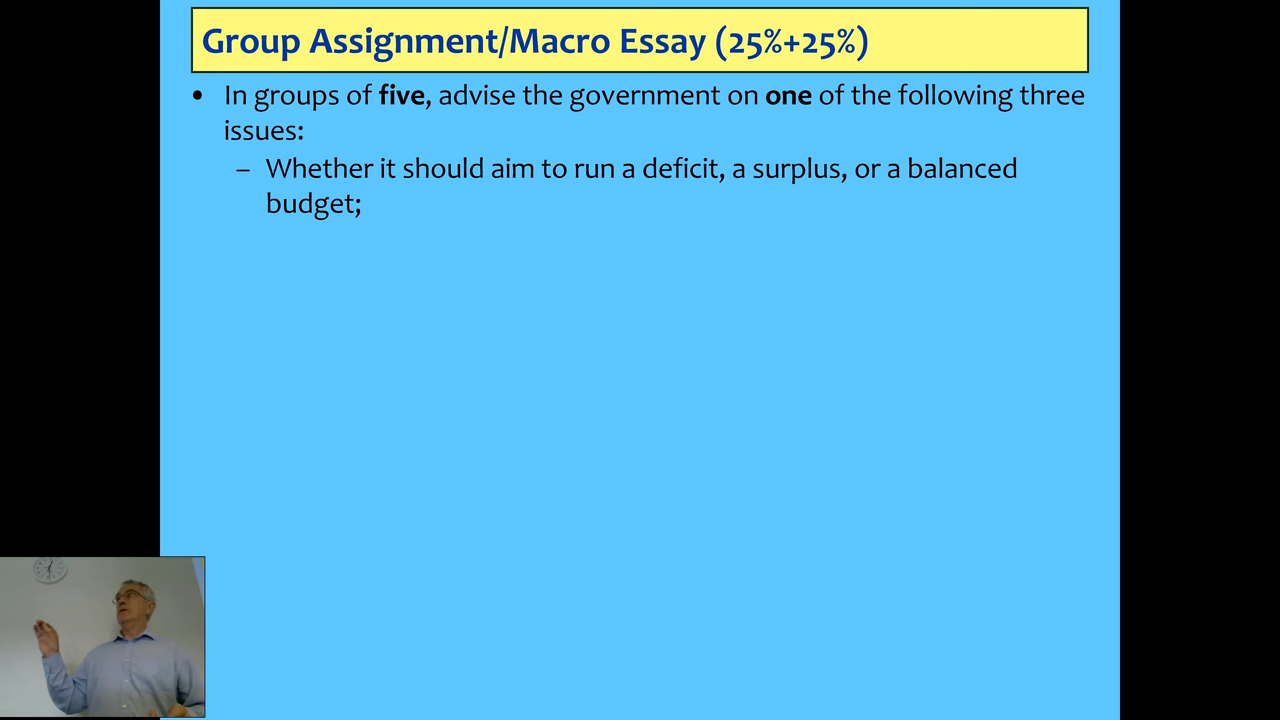 Group Assignment/Macro Essay (25%+25%)
• In groups of five, advise the government on one of the following three
issues:
– Whether it should aim to run a deficit, a surplus, or a balanced
budget;